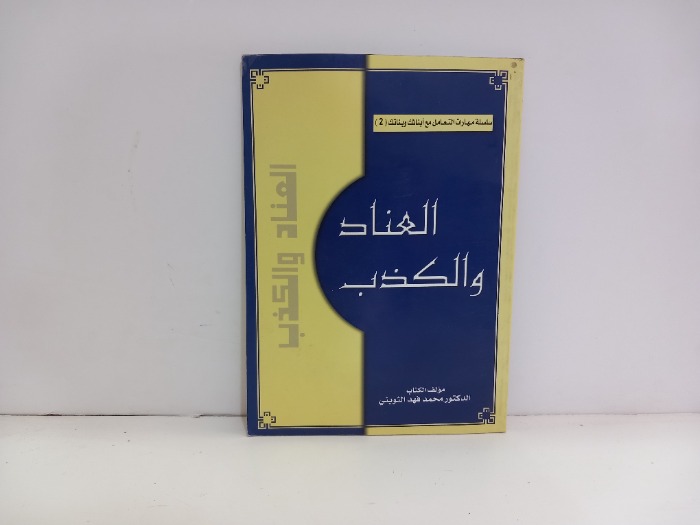 سلسلة مهارات التعامل مع أبنائك وبناتك (2)
العناد
والكذب
العناد والكذب
مؤلف الكتاب
الدكتور محمد فهد الثويني